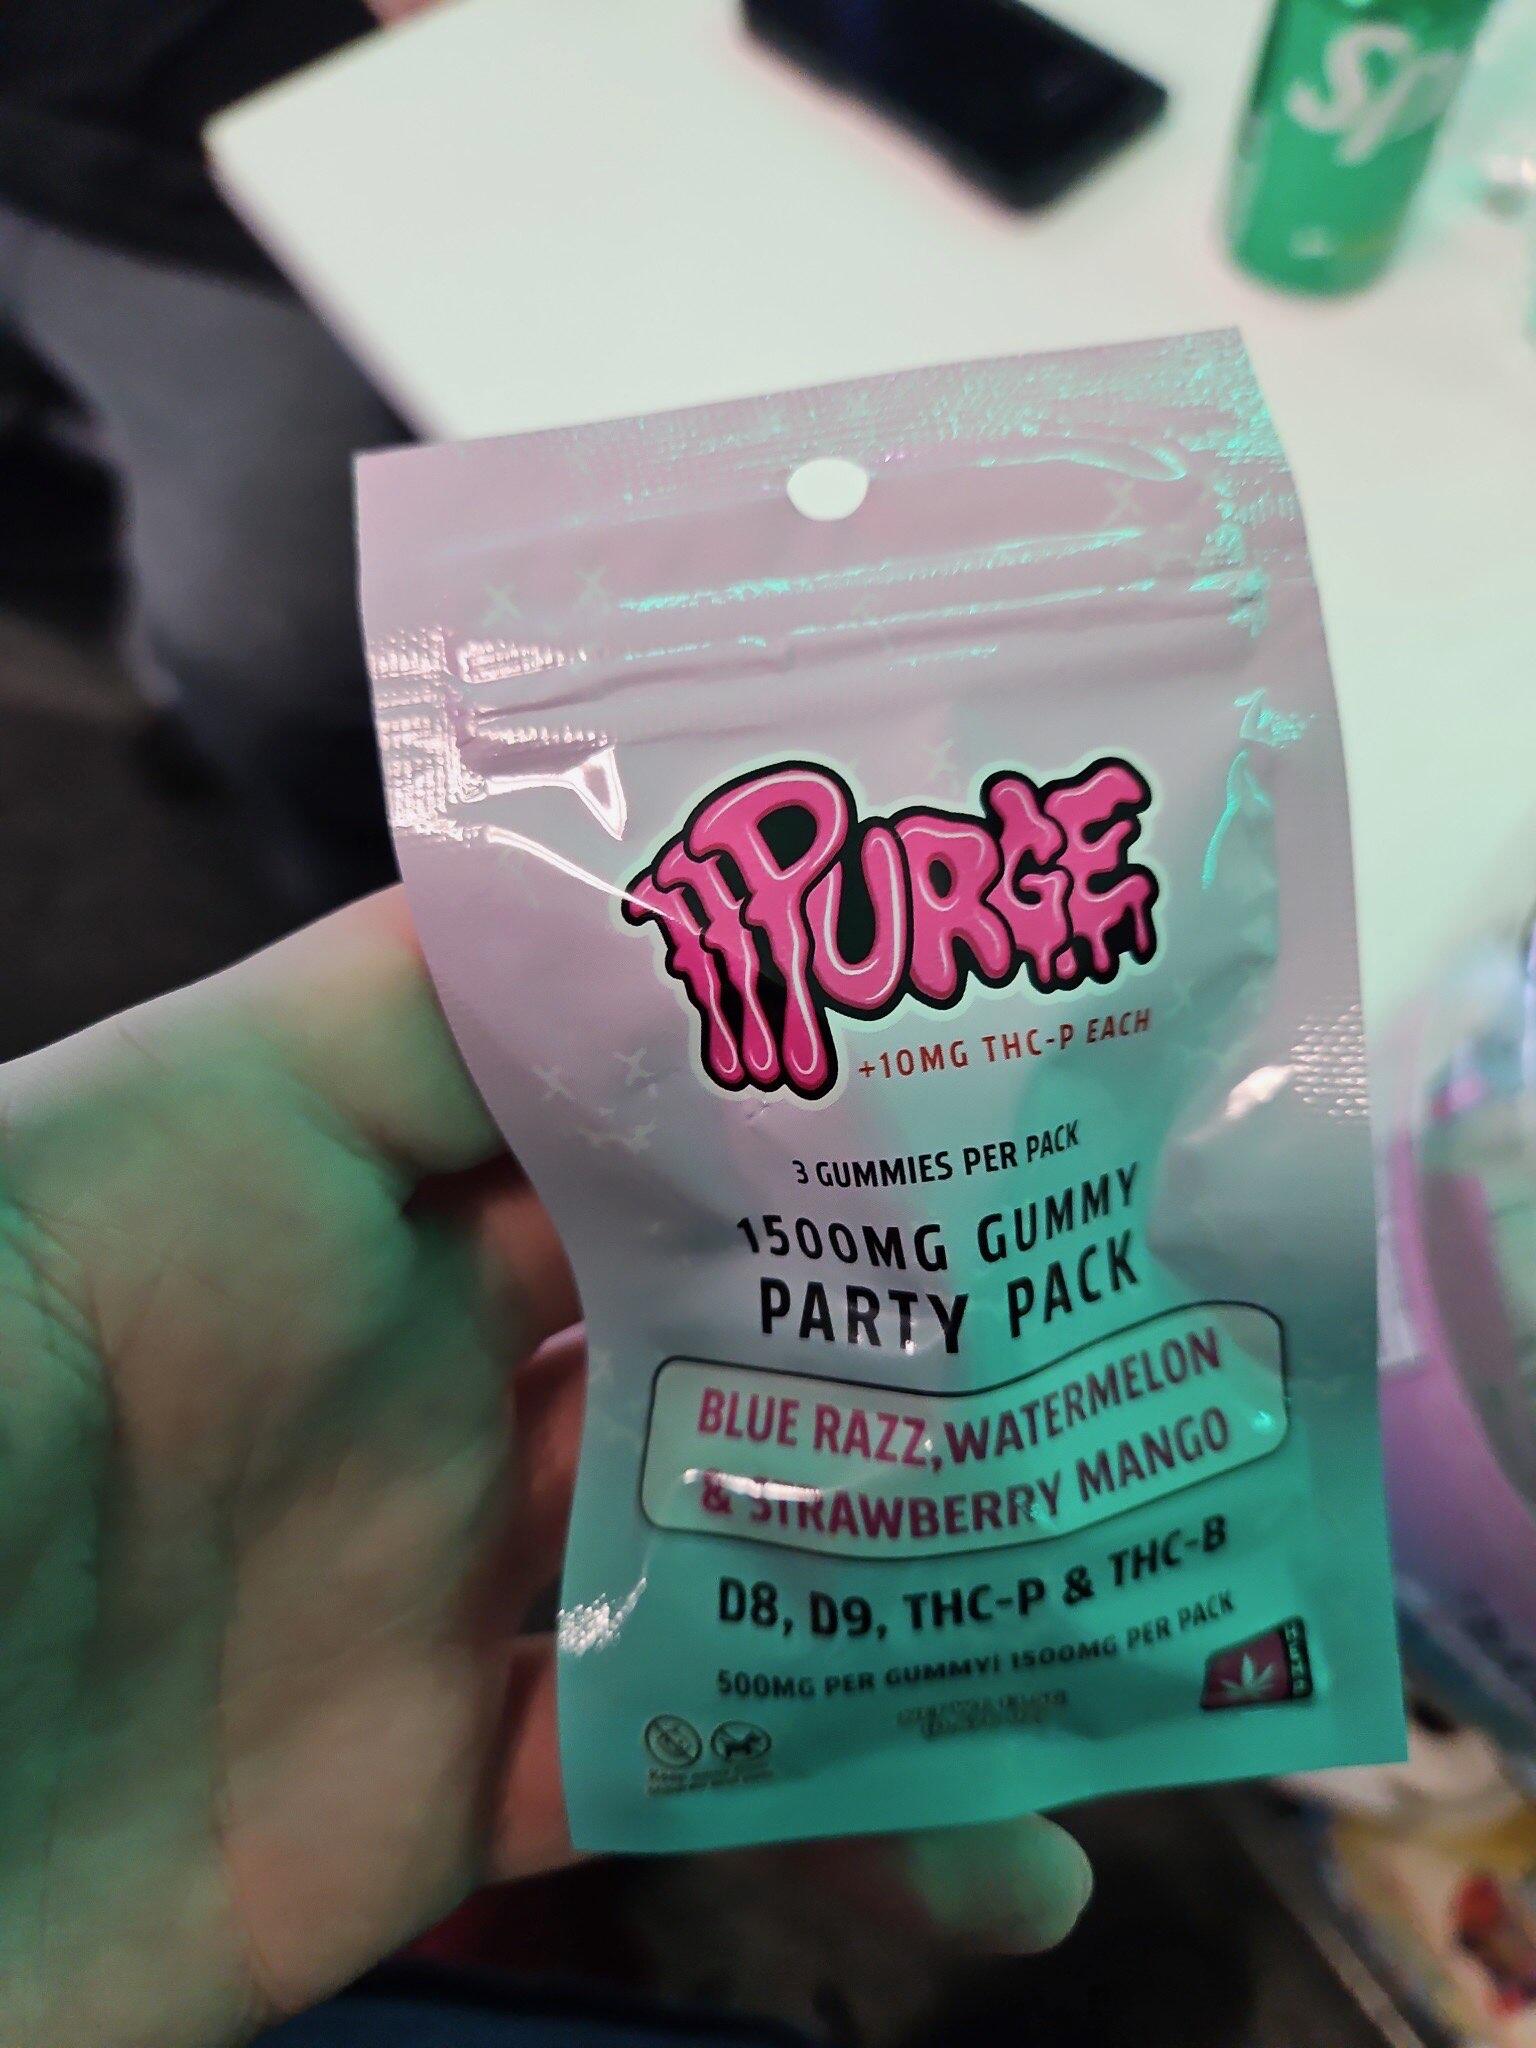 Sp
PURGE
+10MG THC-P EACH
3 GUMMIES PER PACK
1500MG GUMMY
PARTY PACK
BLUE RAZZ, WATERMELON
& STRAWBERRY MANGO
D8, D9, THC-P & THC-B
500MG PER GUMMY! 1500MG PER PACK